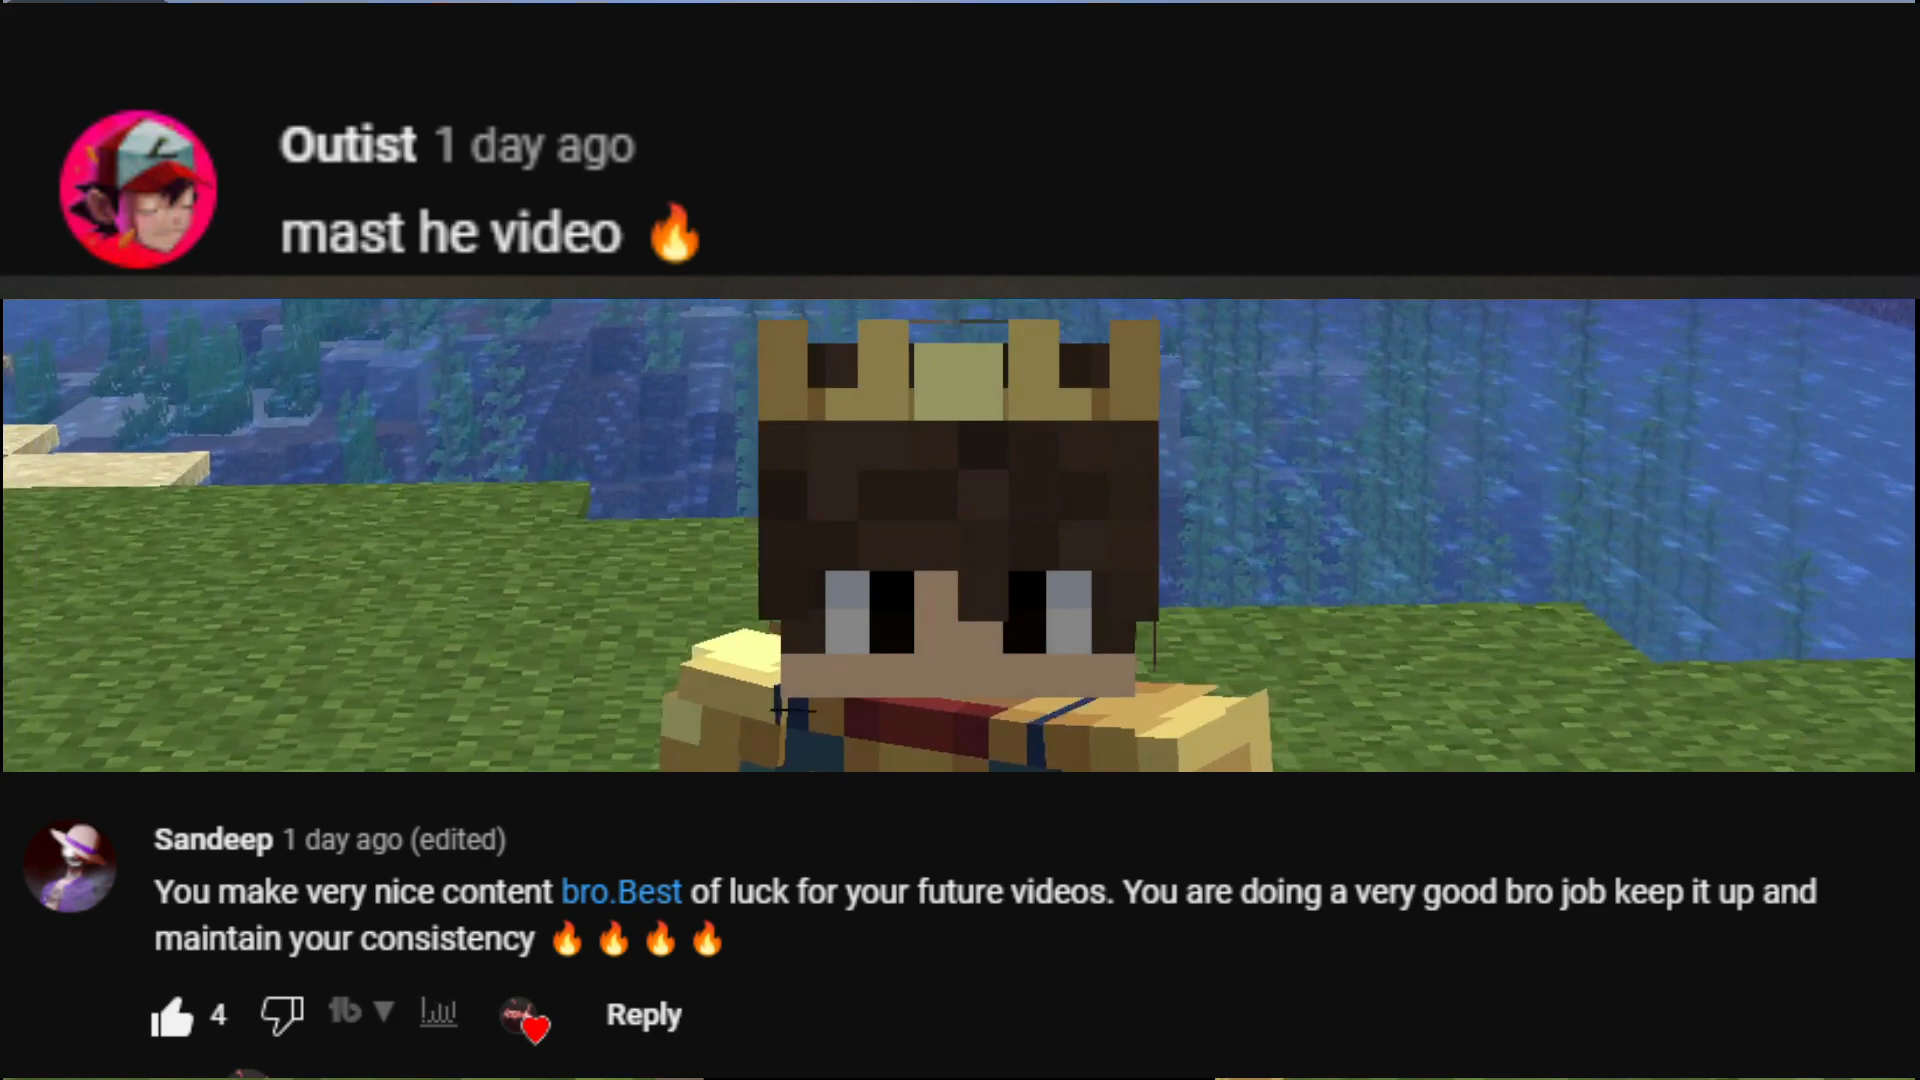 Outist 1 day ago
mast he video 🔥
Sandeep 1 day ago (edited)
You make very nice content bro.Best of luck for your future videos. You are doing a very good bro job keep it up and
maintain your consistency 🔥 🔥 🔥 🔥
4 Reply